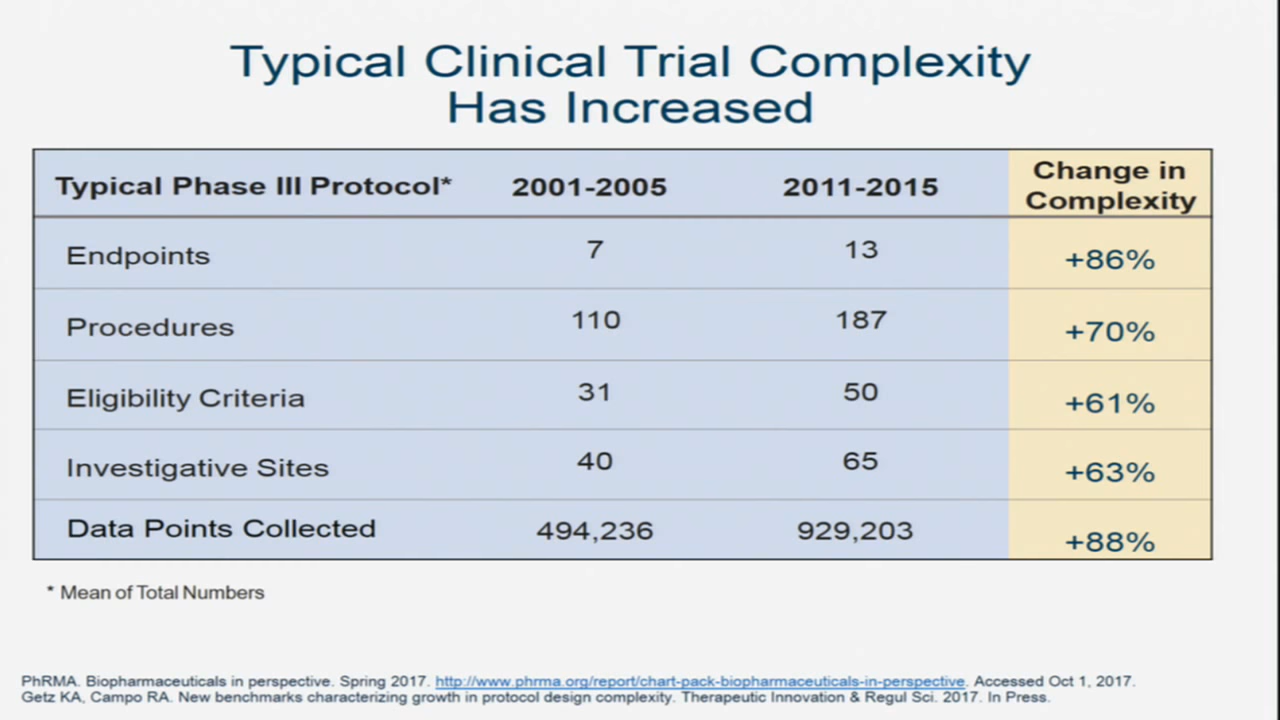 Typical Clinical Trial Complexity
Has Increased
Typical Phase III Protocol* 2001-2005 2011-2015 Change in Complexity
Endpoints 7 13 +86%
Procedures 110 187 +70%
Eligibility Criteria 31 50 +61%
Investigative Sites 40 65 +63%
Data Points Collected 494,236 929,203 +88%
* Mean of Total Numbers
PhRMA. Biopharmaceuticals in perspective. Spring 2017. http://www.phrma.org/report/chart-pack-biopharmaceuticals-in-perspective. Accessed Oct 1, 2017.
Getz KA, Campo RA. New benchmarks characterizing growth in protocol design complexity. Therapeutic Innovation & Regul Sci. 2017. In Press.